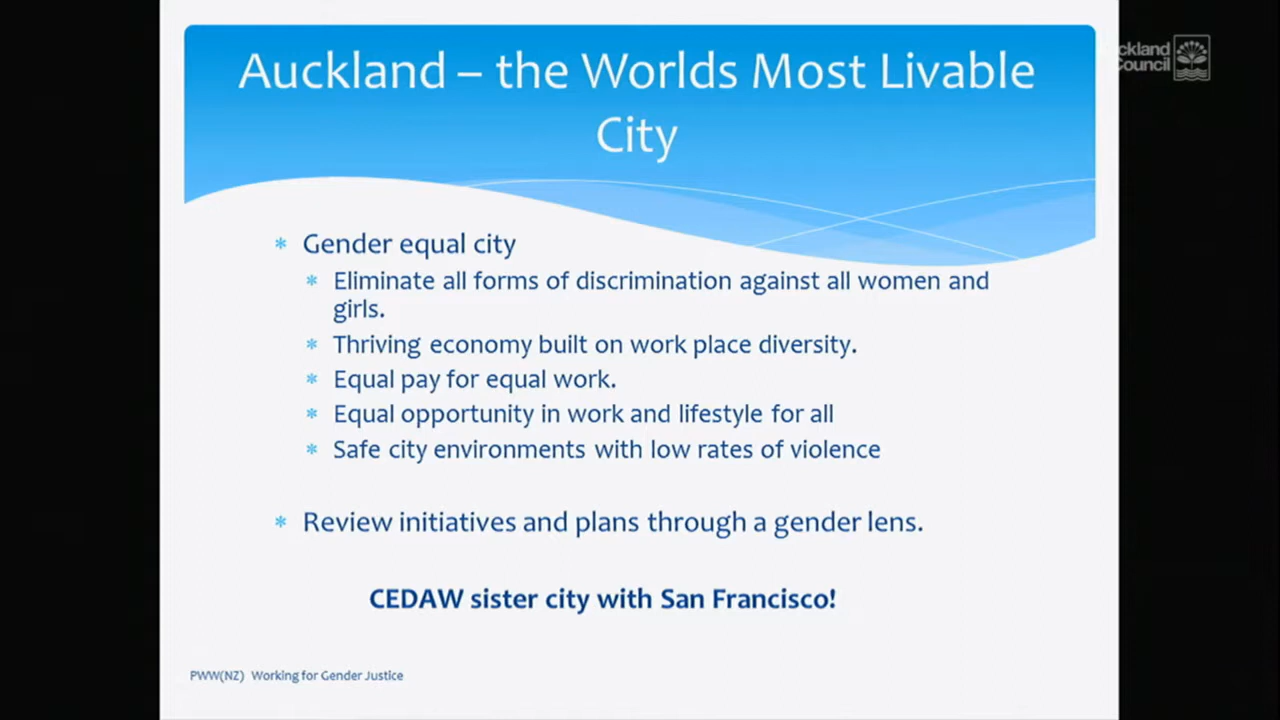 Auckland – the Worlds Most Livable
City
ckland
Council
* Gender equal city
* Eliminate all forms of discrimination against all women and
girls.
* Thriving economy built on work place diversity.
* Equal pay for equal work.
* Equal opportunity in work and lifestyle for all
* Safe city environments with low rates of violence
* Review initiatives and plans through a gender lens.
CEDAW sister city with San Francisco!
PWW(NZ) Working for Gender Justice